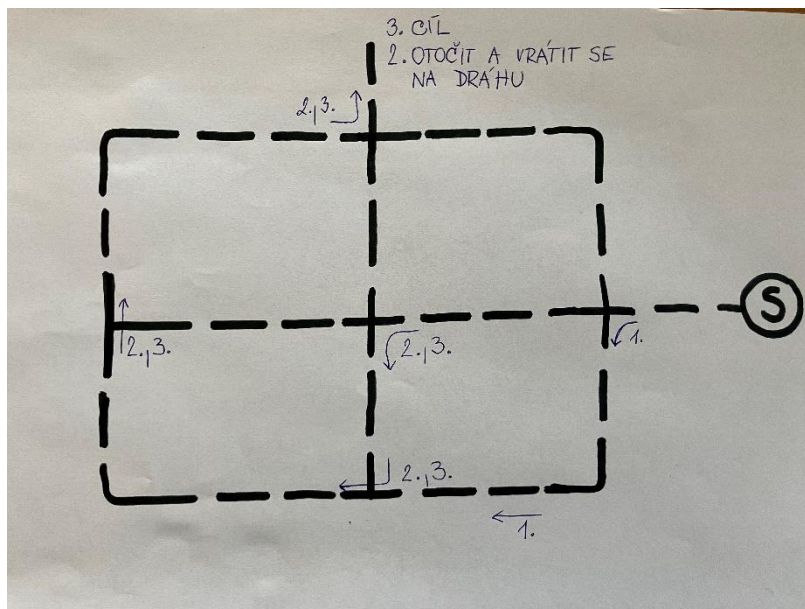 3. CÍL
2. OTOČIT A VRÁTIT SE
NA DRÁHU
2.,3.
S
2.,3.
2.,3.
1.
2.,3.
1.